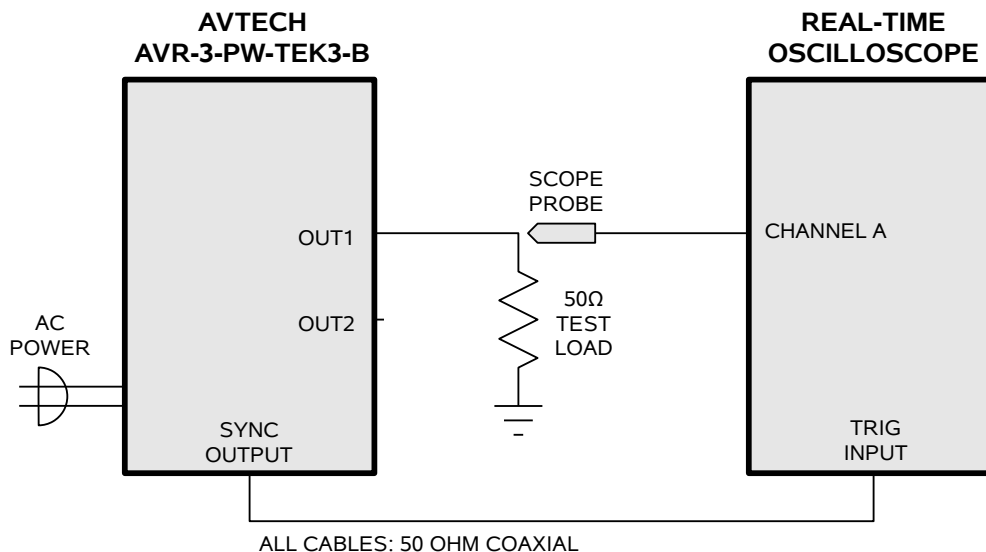 AVTECH
AVR-3-PW-TEK3-B
REAL-TIME
OSCILLOSCOPE
SCOPE
PROBE
OUT1
CHANNEL A
50Ω
TEST
LOAD
OUT2
AC
POWER
SYNC
OUTPUT
TRIG
INPUT
ALL CABLES: 50 OHM COAXIAL